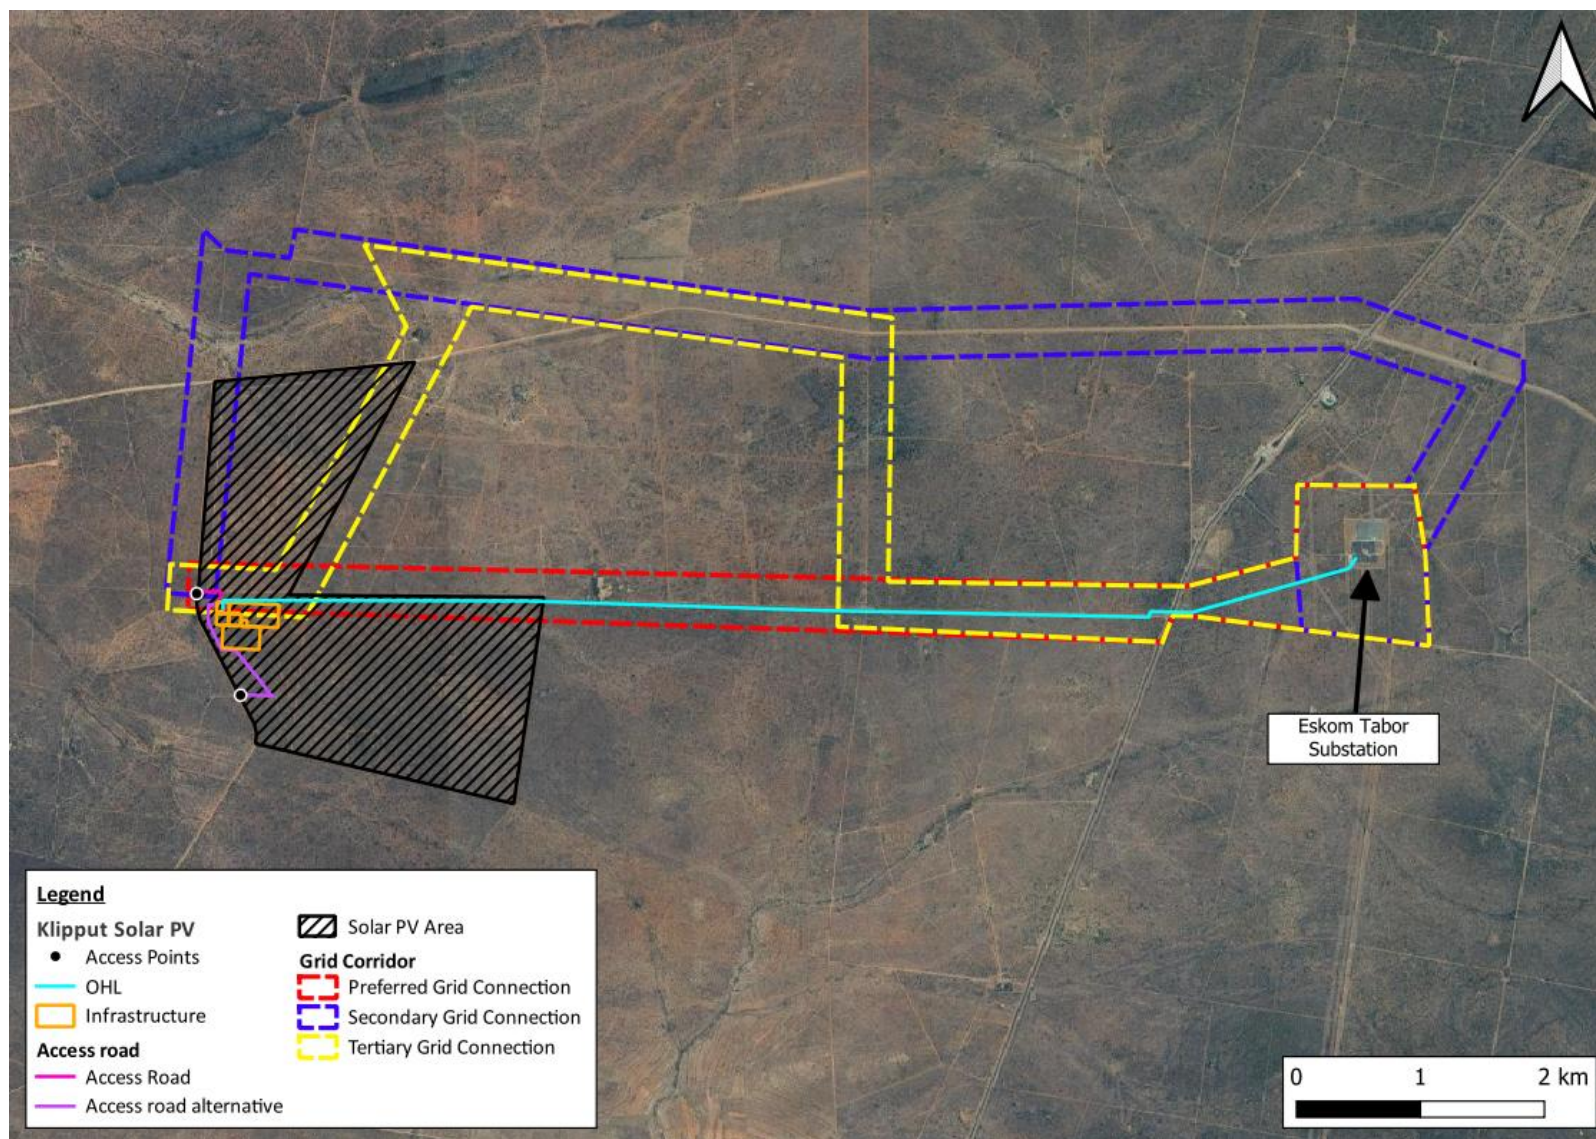 Eskom Tabor
Substation
Legend
Klipput Solar PV
Access Points
OHL
Infrastructure
Access road
Access Road
Access road alternative
Solar PV Area
Grid Corridor
Preferred Grid Connection
Secondary Grid Connection
Tertiary Grid Connection
0 1 2 km